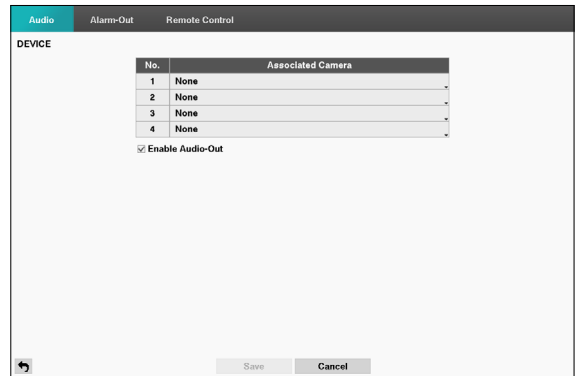 Audio Alarm-Out Remote Control
DEVICE
No. Associated Camera
1 None
2 None
3 None
4 None
Enable Audio-Out
Save Cancel